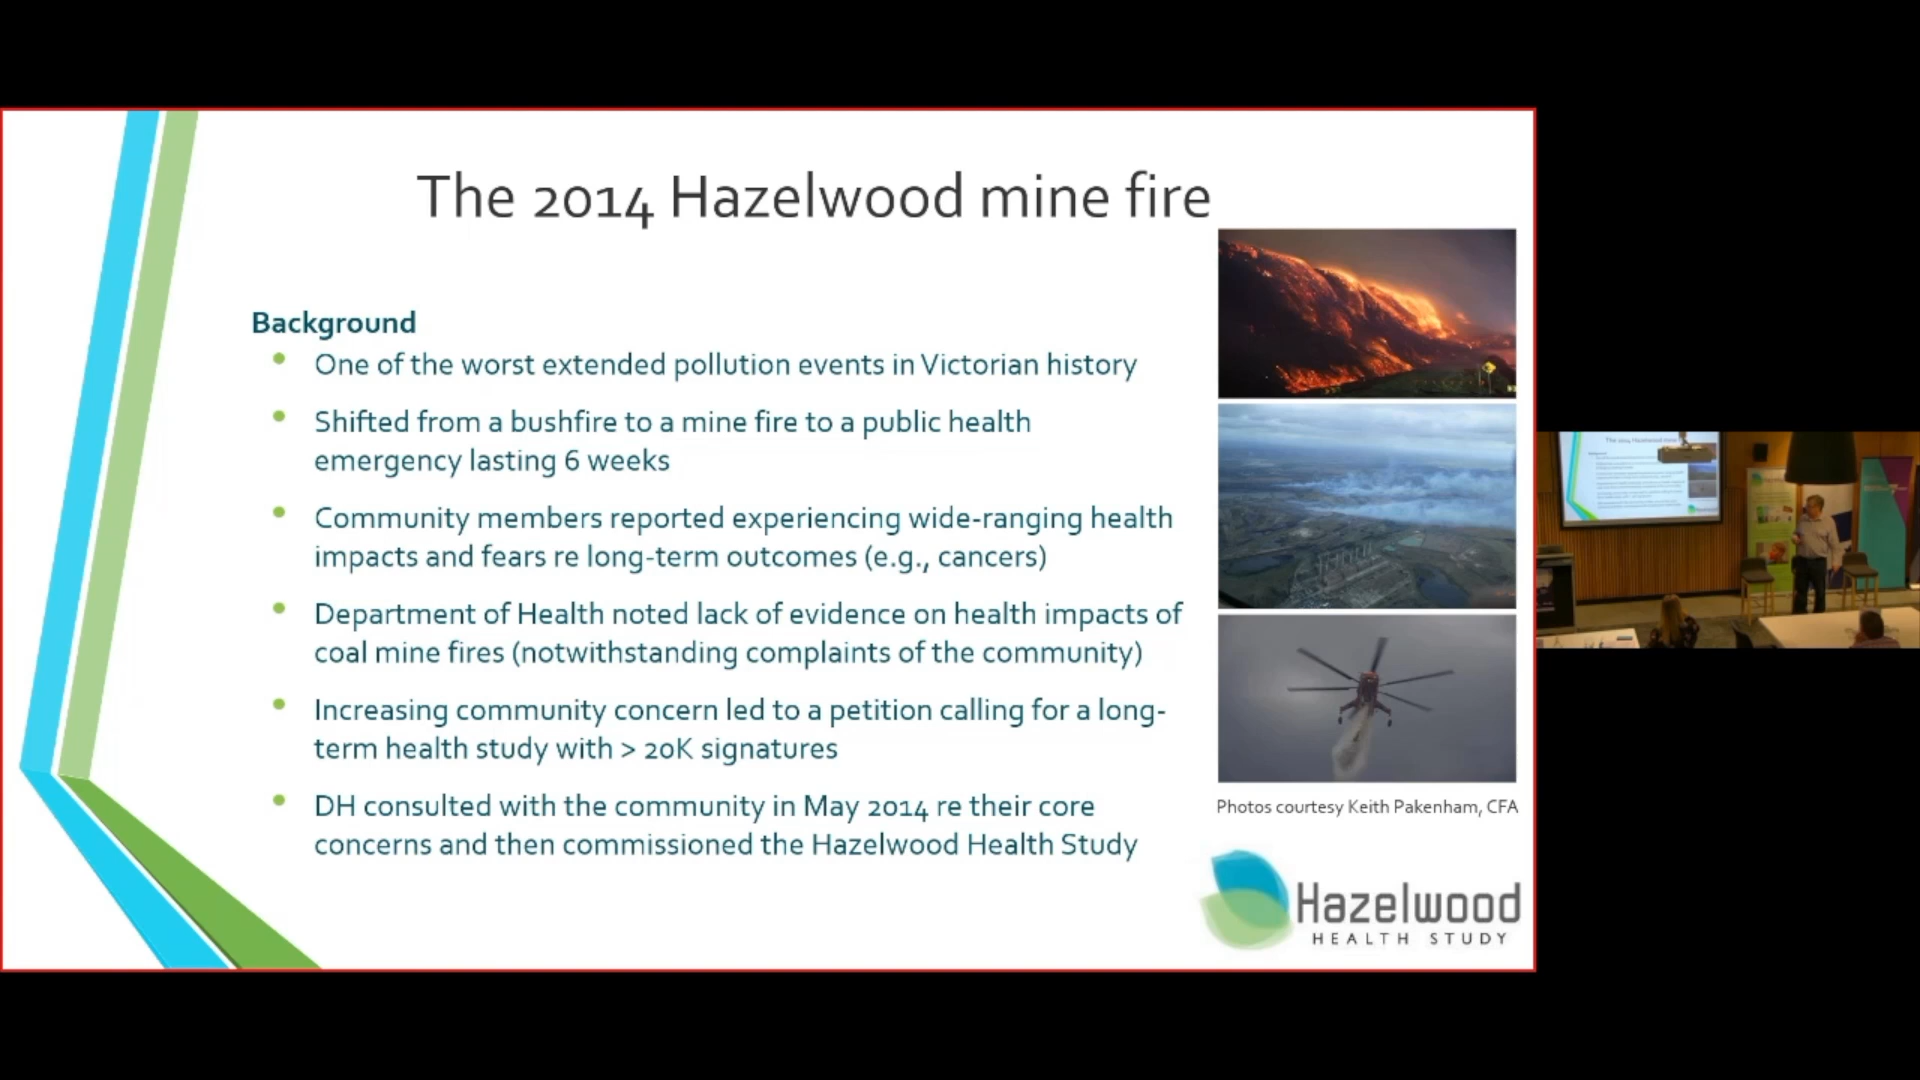 The 2014 Hazelwood mine fire
Background
One of the worst extended pollution events in Victorian history
Shifted from a bushfire to a mine fire to a public health
emergency lasting 6 weeks
Community members reported experiencing wide-ranging health
impacts and fears re long-term outcomes (e.g., cancers)
Department of Health noted lack of evidence on health impacts of
coal mine fires (notwithstanding complaints of the community)
Increasing community concern led to a petition calling for a long-
term health study with > 20K signatures
DH consulted with the community in May 2014 re their core
concerns and then commissioned the Hazelwood Health Study
Photos courtesy Keith Pakenham, CFA
Hazelwood
HEALTH STUDY